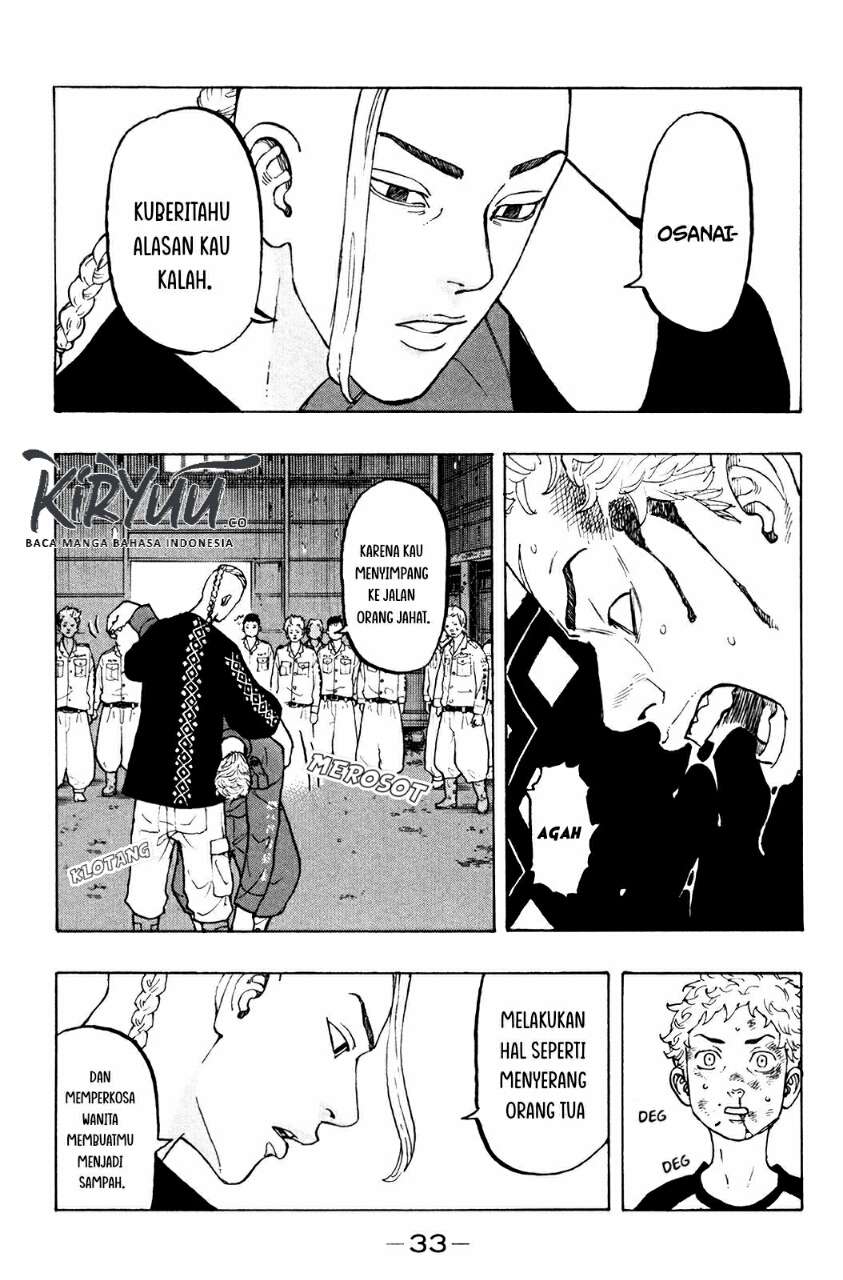 OSANAI-
KUBERITAHU
ALASAN KAU
KALAH.
AGAH
KARENA KAU
MENYIMPANG
KE JALAN
ORANG JAHAT.
MEROSOT
KLOTANG
KiRYUU.CO
BACA MANGA BAHASA INDONESIA
DEG
DEG
MELAKUKAN
HAL SEPERTI
MENYERANG
ORANG TUA
DAN
MEMPERKOSA
WANITA
MEMBUATMU
MENJADI
SAMPAH.
—33—